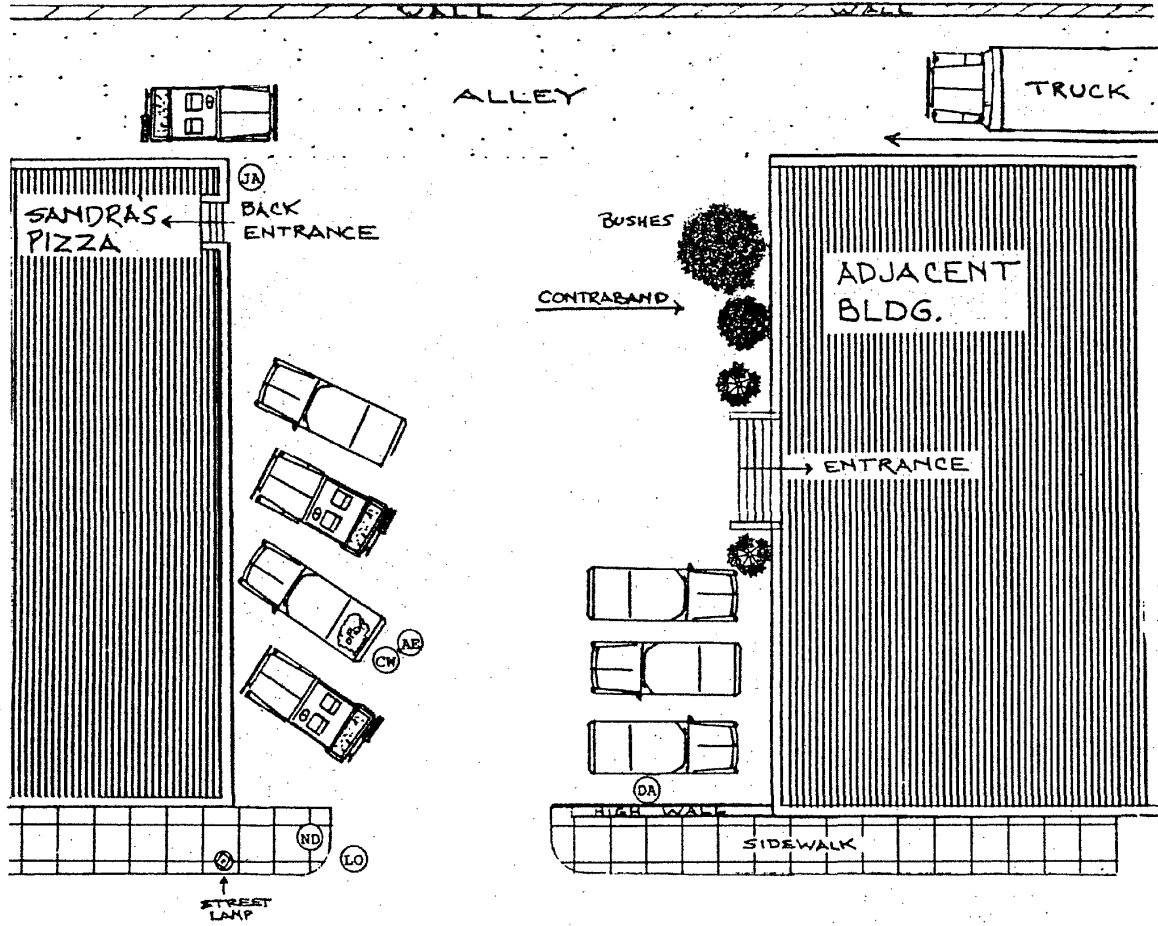 WALL
WALL
ALLEY
TRUCK
JA
SANDRA'S
PIZZA
BACK
ENTRANCE
BUSHES
CONTRABAND
ADJACENT
BLDG.
ENTRANCE
AE
CW
DA
HIGH WALL
ND
LO
SIDEWALK
STREET
LAMP